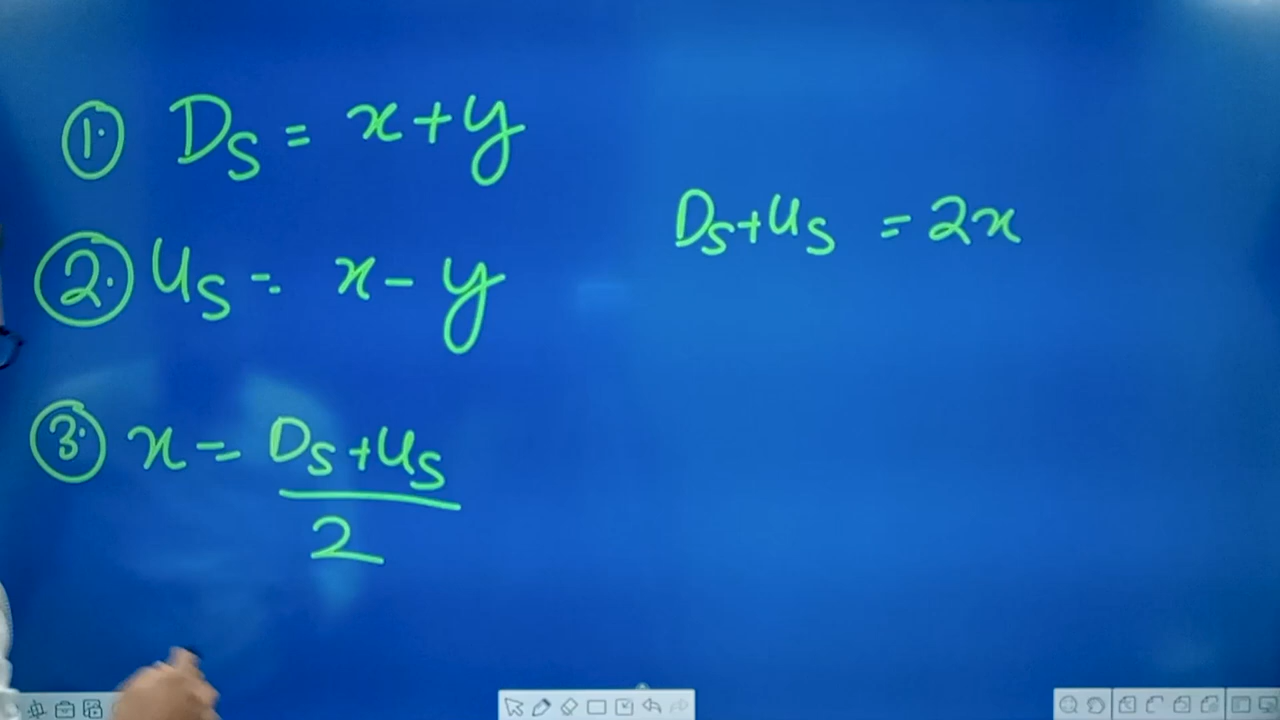 ① Ds = x+y
② Us = x-y
③ x = Ds+Us
2
Ds+Us = 2x